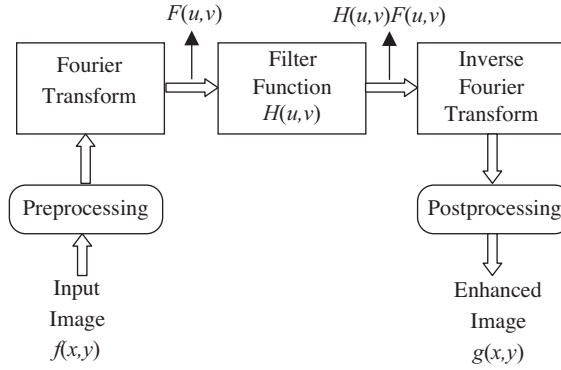 F(u,v)
H(u,v)F(u,v)
Fourier
Transform
Filter
Function
H(u,v)
Inverse
Fourier
Transform
Preprocessing
Postprocessing
Input
Image
f(x,y)
Enhanced
Image
g(x,y)